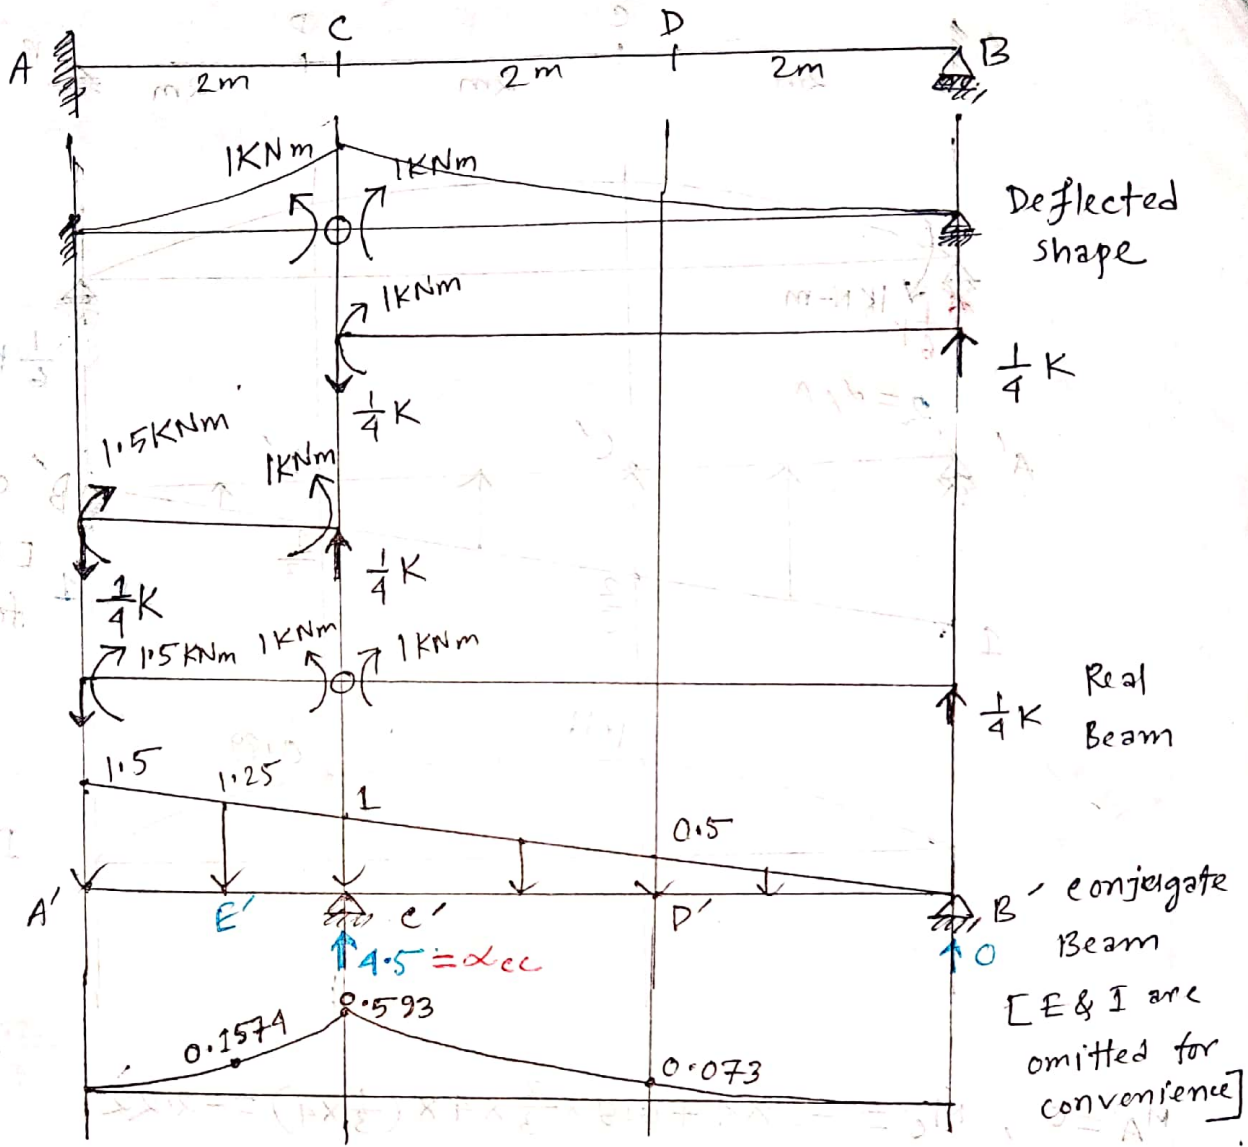 C D
A B
2m 2m 2m
1KNm 1KNm
Deflected
shape
1KNm
1/4 K
1/4 K
1.5KNm
1KNm
1/4 K
1/4 K
1.5KNm 1KNm 1KNm
1/4 K
Real
Beam
1.5
1.25
1
0.5
A' E' C' D' B'
conjugate
Beam
4.5 = αcc
0
[E & I are
omitted for
convenience]
0.1574
0.593
0.073